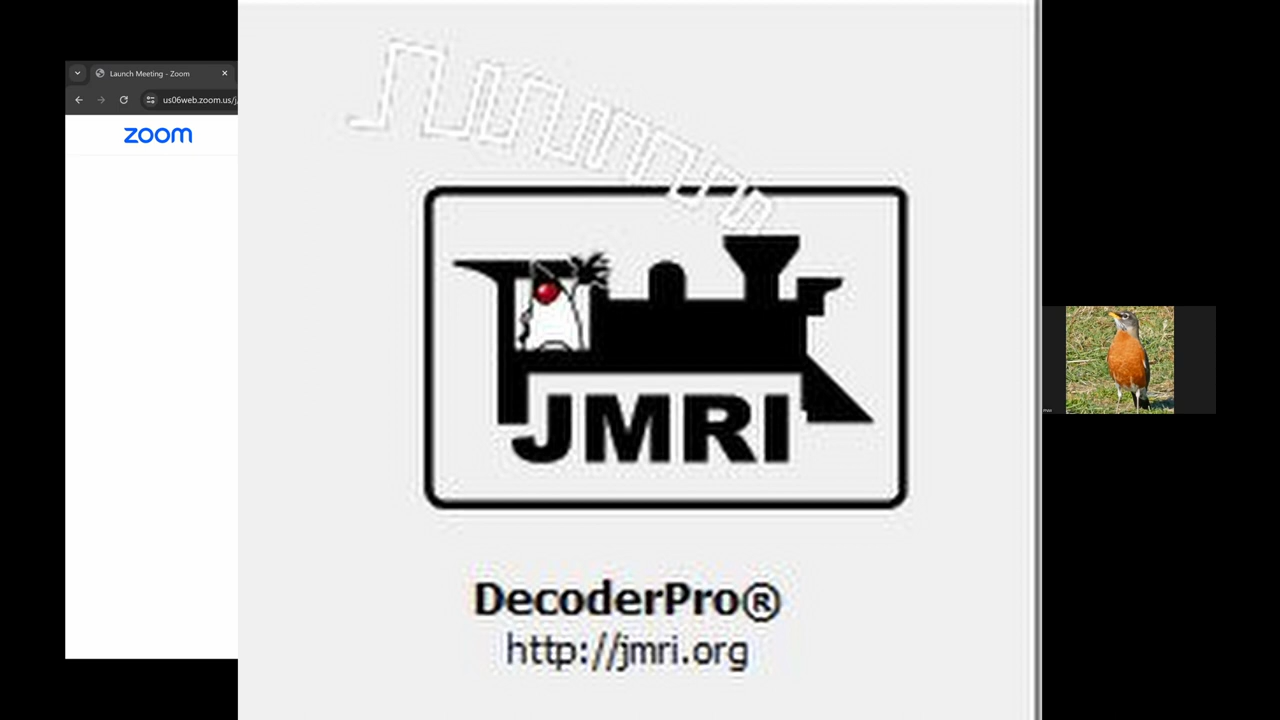 Launch Meeting - Zoom
us06web.zoom.us/j
zoom
JMRI
DecoderPro®
http://jmri.org